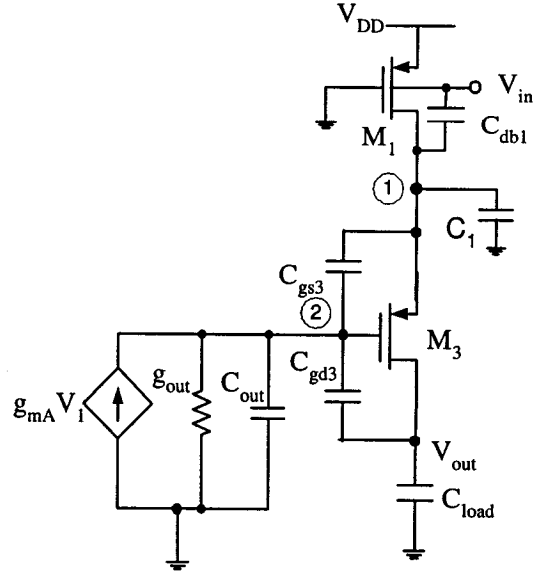 V_DD
V_in
C_db1
M_1
1
C_1
C_gs3
2
M_3
C_gd3
g_out
C_out
g_mA V_1
V_out
C_load